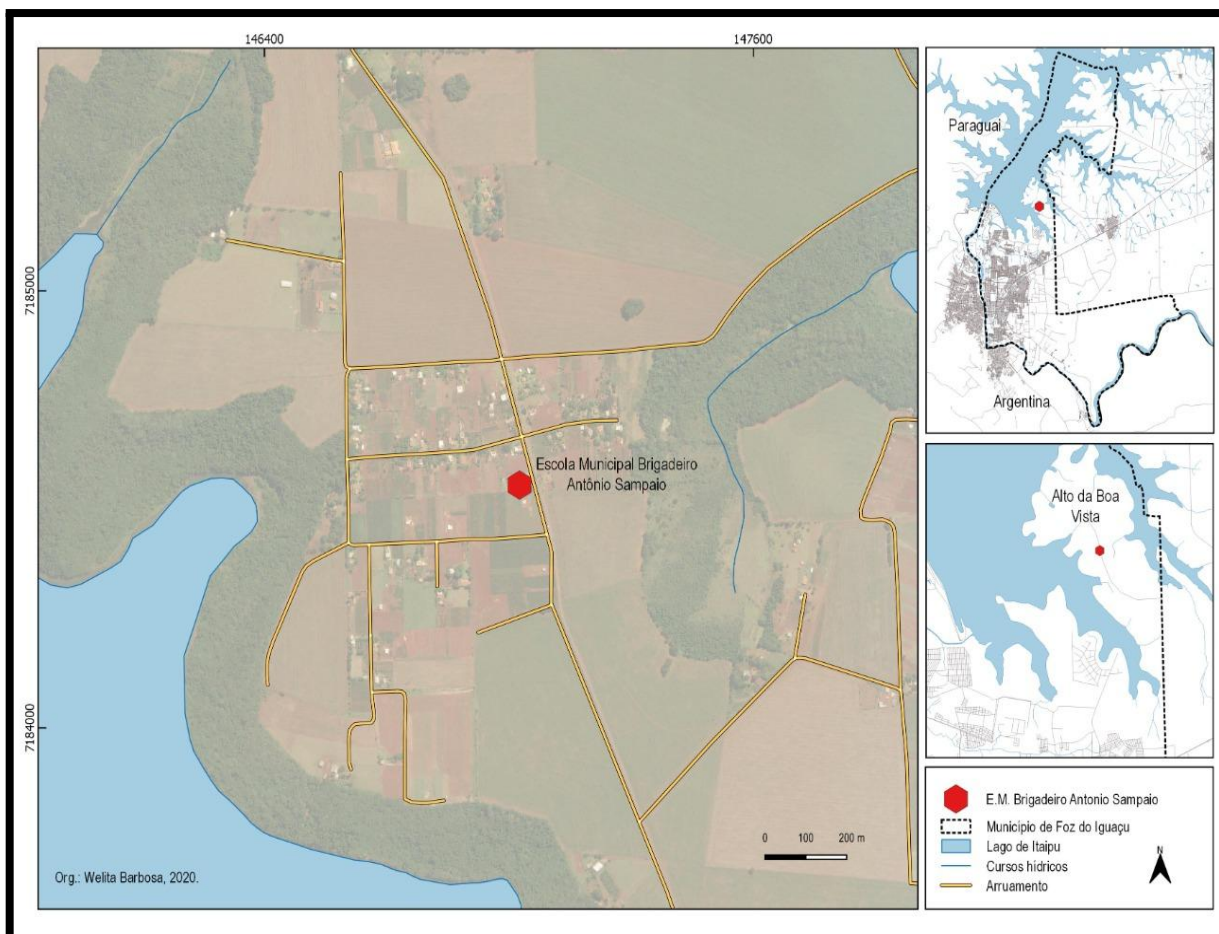 146400
147600
7185000
7184000
Escola Municipal Brigadeiro
Antônio Sampaio
0 100 200 m
Org.: Welita Barbosa, 2020.
Paraguai
Argentina
Alto da Boa
Vista
E.M. Brigadeiro Antonio Sampaio
Município de Foz do Iguaçu
Lago de Itaipu
Cursos hídricos
Arruamento
N